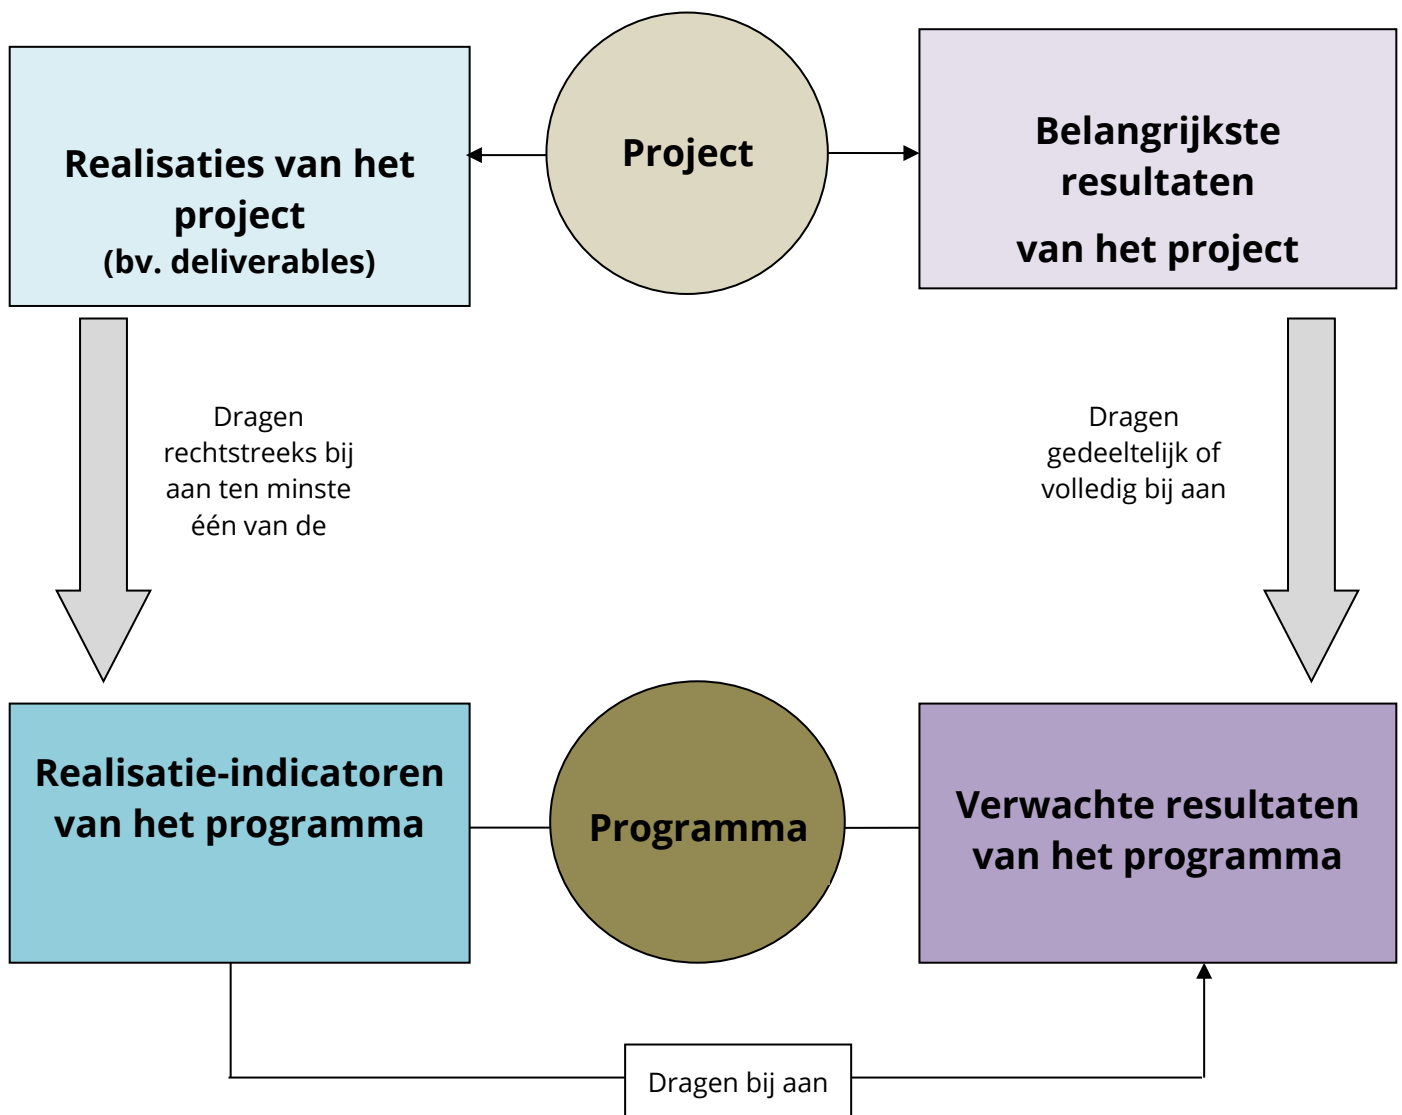 Realisaties van het
project
(bv. deliverables)
Project
Belangrijkste
resultaten
van het project
Dragen
rechtstreeks bij
aan ten minste
één van de
Dragen
gedeeltelijk of
volledig bij aan
Realisatie-indicatoren
van het programma
Programma
Verwachte resultaten
van het programma
Dragen bij aan